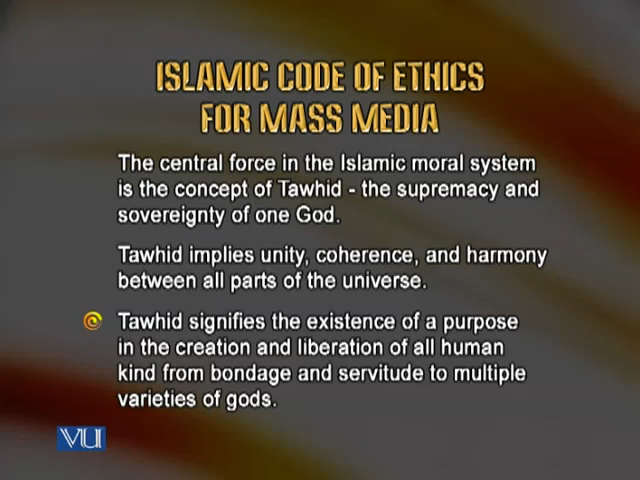 ISLAMIC CODE OF ETHICS
FOR MASS MEDIA
The central force in the Islamic moral system
is the concept of Tawhid - the supremacy and
sovereignty of one God.
Tawhid implies unity, coherence, and harmony
between all parts of the universe.
Tawhid signifies the existence of a purpose
in the creation and liberation of all human
kind from bondage and servitude to multiple
varieties of gods.
VU